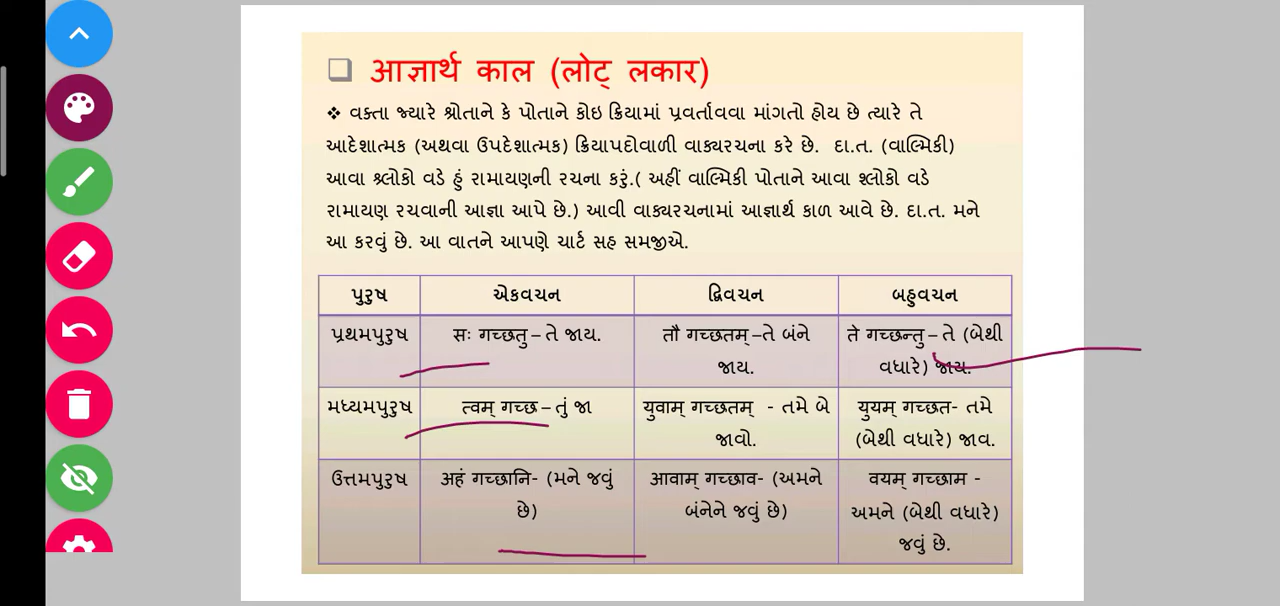 ❑ आज्ञार्थ काल (लोट् लकार)
❖ વક્તા જ્યારે શ્રોતાને કે પોતાને કોઇ ક્રિયામાં પ્રવર્તાવવા માંગતો હોય છે ત્યારે તે
આદેશાત્મક (અથવા ઉપદેશાત્મક) ક્રિયાપદોવાળી વાક્યરચના કરે છે. દા.ત. (વાલ્મિકી)
આવા શ્ર્લોકો વડે હું રામાયણની રચના કરું.( અહીં વાલ્મિકી પોતાને આવા શ્લોકો વડે
રામાયણ રચવાની આજ્ઞા આપે છે.) આવી વાક્યરચનામાં આજ્ઞાર્થ કાળ આવે છે. દા.ત. મને
આ કરવું છે. આ વાતને આપણે ચાર્ટ સહ સમજીએ.
પુરુષ એકવચન દ્વિવચન બહુવચન
પ્રથમપુરુષ सः गच्छतु – તે જાય. तौ गच्छतम् –તે બંને ते गच्छन्तु – તે (બેથી
જાય. વધારે) જાય.
મધ્યમપુરુષ त्वम् गच्छ – તું જા युवाम् गच्छतम् - તમે બે युयम् गच्छत- તમે
જાવો. (બેથી વધારે) જાવ.
ઉત્તમપુરુષ अहं गच्छानि- (મને જવું आवाम् गच्छाव- (અમને वयम् गच्छाम -
છે) બંનેને જવું છે) અમને (બેથી વધારે)
જવું છે.